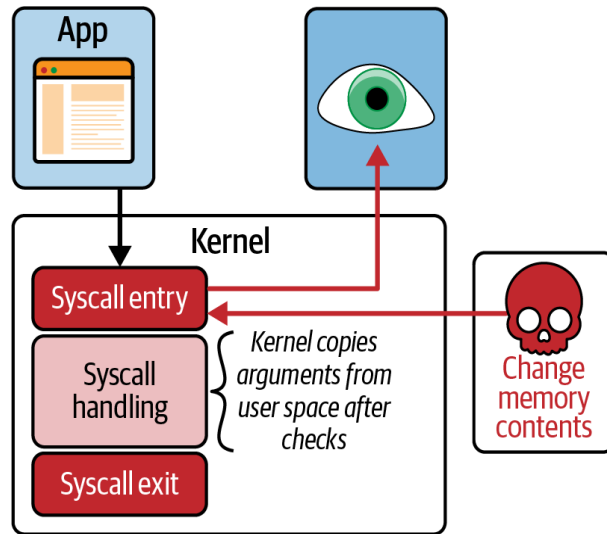 App
Kernel
Syscall entry
Syscall
handling
Kernel copies
arguments from
user space after
checks
Syscall exit
Change
memory
contents